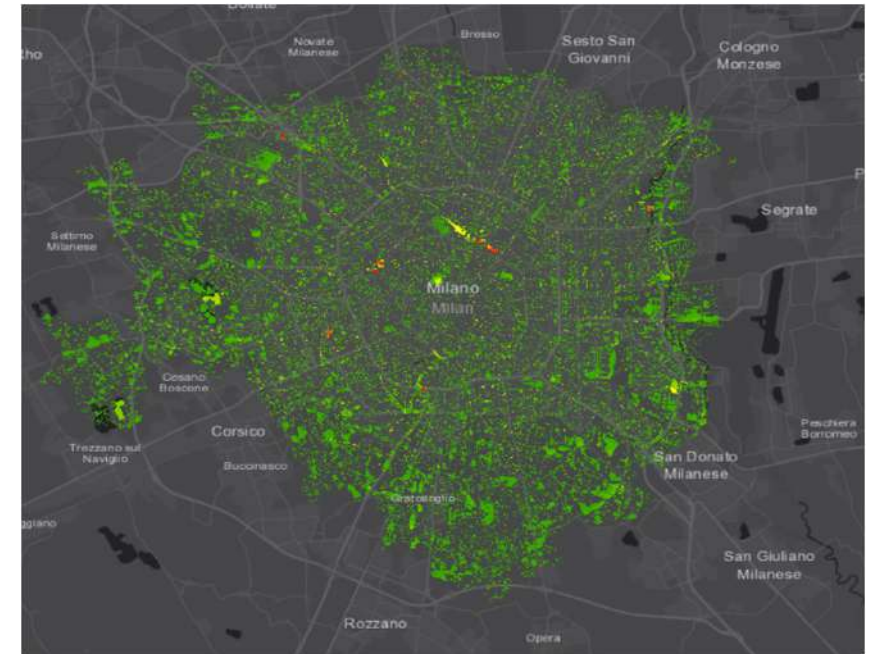 Bresso
Novate
Milanese
Sesto San
Giovanni
Cologno
Monzese
Segrate
Settimo
Milanese
Milano
Milan
Cesano
Boscone
Corsico
Trezzano sul
Naviglio
Buccinasco
Peschiera
Borromeo
San Donato
Milanese
Gratosoglio
San Giuliano
Milanese
Rozzano
Opera